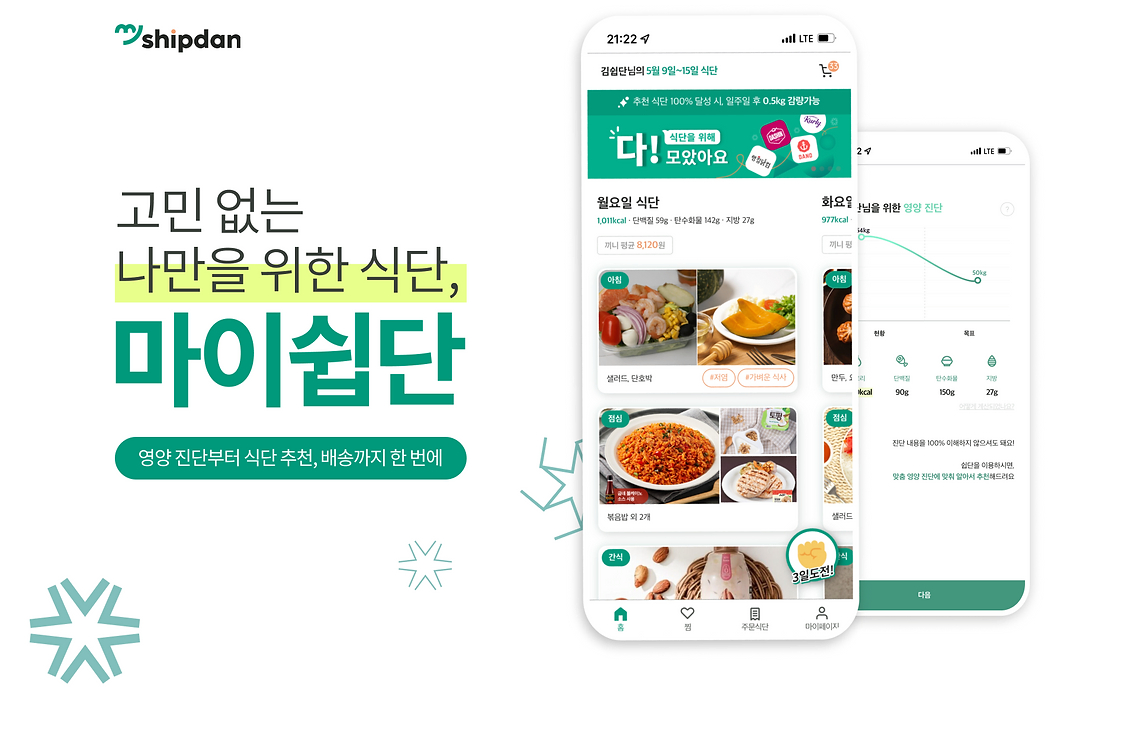 myshipdan
고민 없는
나만을 위한 식단,
마이쉽단
영양 진단부터 식단 추천, 배송까지 한 번에
21:22
LTE
김쉽단님의 5월 9일~15일 식단
33
추천 식단 100% 달성 시, 일주일 후 0.5kg 감량가능
다! 식단을 위해
모았아요
Kurly
DANO
월요일 식단
1,011kcal · 단백질 59g · 탄수화물 142g · 지방 27g
끼니 평균 8,120원
아침
샐러드, 단호박
#저염
#가벼운 식사
점심
토핑
볶음밥 외 2개
간식
3일도전!
홈
찜
주문식단
마이페이지
화요일
977kcal ·
끼니 평
아침
만두, 
점심
샐러드
간식
2
LTE
단님을 위한 영양 진단
?
54kg
50kg
현황
목표
단백질
탄수화물
지방
kcal
90g
150g
27g
진단 내용을 100% 이해하지 않으셔도 돼요!
쉽단을 이용하시면,
맞춤 영양 진단에 맞춰 알아서 추천해드려요
다음